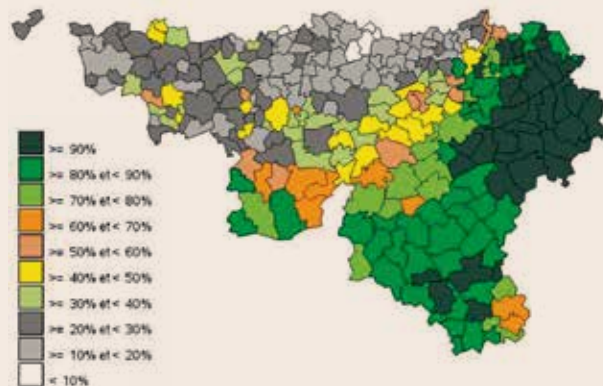 >= 90%
>= 80% et < 90%
>= 70% et < 80%
>= 60% et < 70%
>= 50% et < 60%
>= 40% et < 50%
>= 30% et < 40%
>= 20% et < 30%
>= 10% et < 20%
< 10%